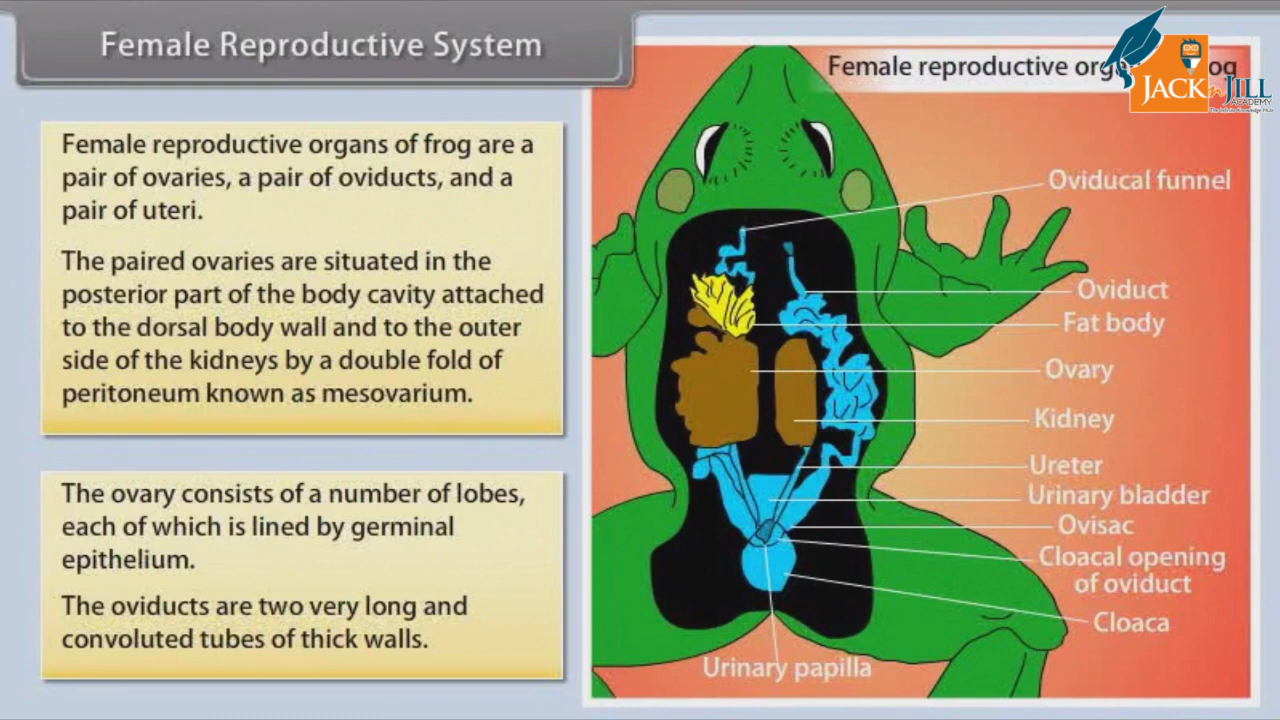 Female Reproductive System
Female reproductive organs of frog are a
pair of ovaries, a pair of oviducts, and a
pair of uteri.
The paired ovaries are situated in the
posterior part of the body cavity attached
to the dorsal body wall and to the outer
side of the kidneys by a double fold of
peritoneum known as mesovarium.
The ovary consists of a number of lobes,
each of which is lined by germinal
epithelium.
The oviducts are two very long and
convoluted tubes of thick walls.
Female reproductive
JACK n JILL
ACADEMY
Oviducal funnel
Oviduct
Fat body
Ovary
Kidney
Ureter
Urinary bladder
Ovisac
Cloacal opening
of oviduct
Cloaca
Urinary papilla